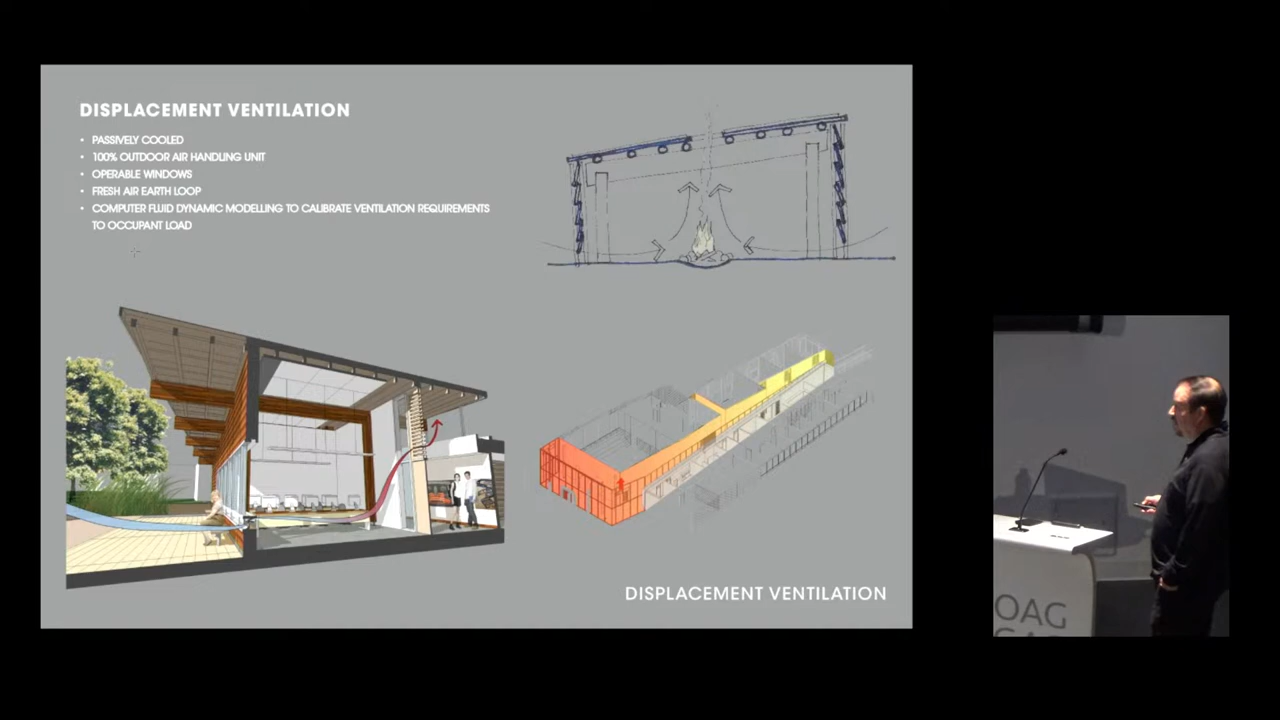 DISPLACEMENT VENTILATION
• PASSIVELY COOLED
• 100% OUTDOOR AIR HANDLING UNIT
• OPERABLE WINDOWS
• FRESH AIR EARTH LOOP
• COMPUTER FLUID DYNAMIC MODELLING TO CALIBRATE VENTILATION REQUIREMENTS
TO OCCUPANT LOAD
DISPLACEMENT VENTILATION
OAG